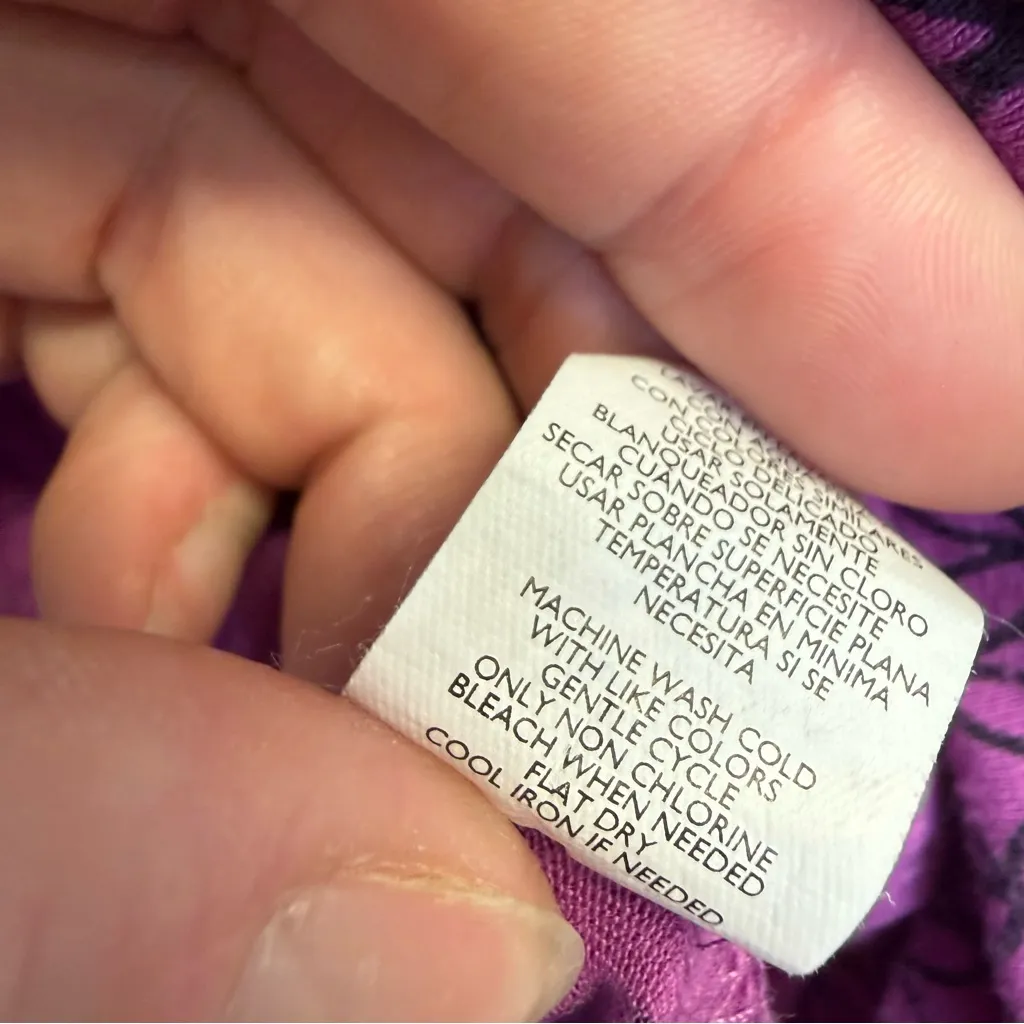 CON COLORES SIMILARES
CICLO DELICADO
USAR SOLAMENTE
BLANQUEADOR SIN CLORO
CUANDO SE NECESITE
SECAR SOBRE SUPERFICIE PLANA
USAR PLANCHA EN MINIMA
TEMPERATURA SI SE
NECESITA
MACHINE WASH COLD
WITH LIKE COLORS
GENTLE CYCLE
ONLY NON CHLORINE
BLEACH WHEN NEEDED
FLAT DRY
COOL IRON IF NEEDED